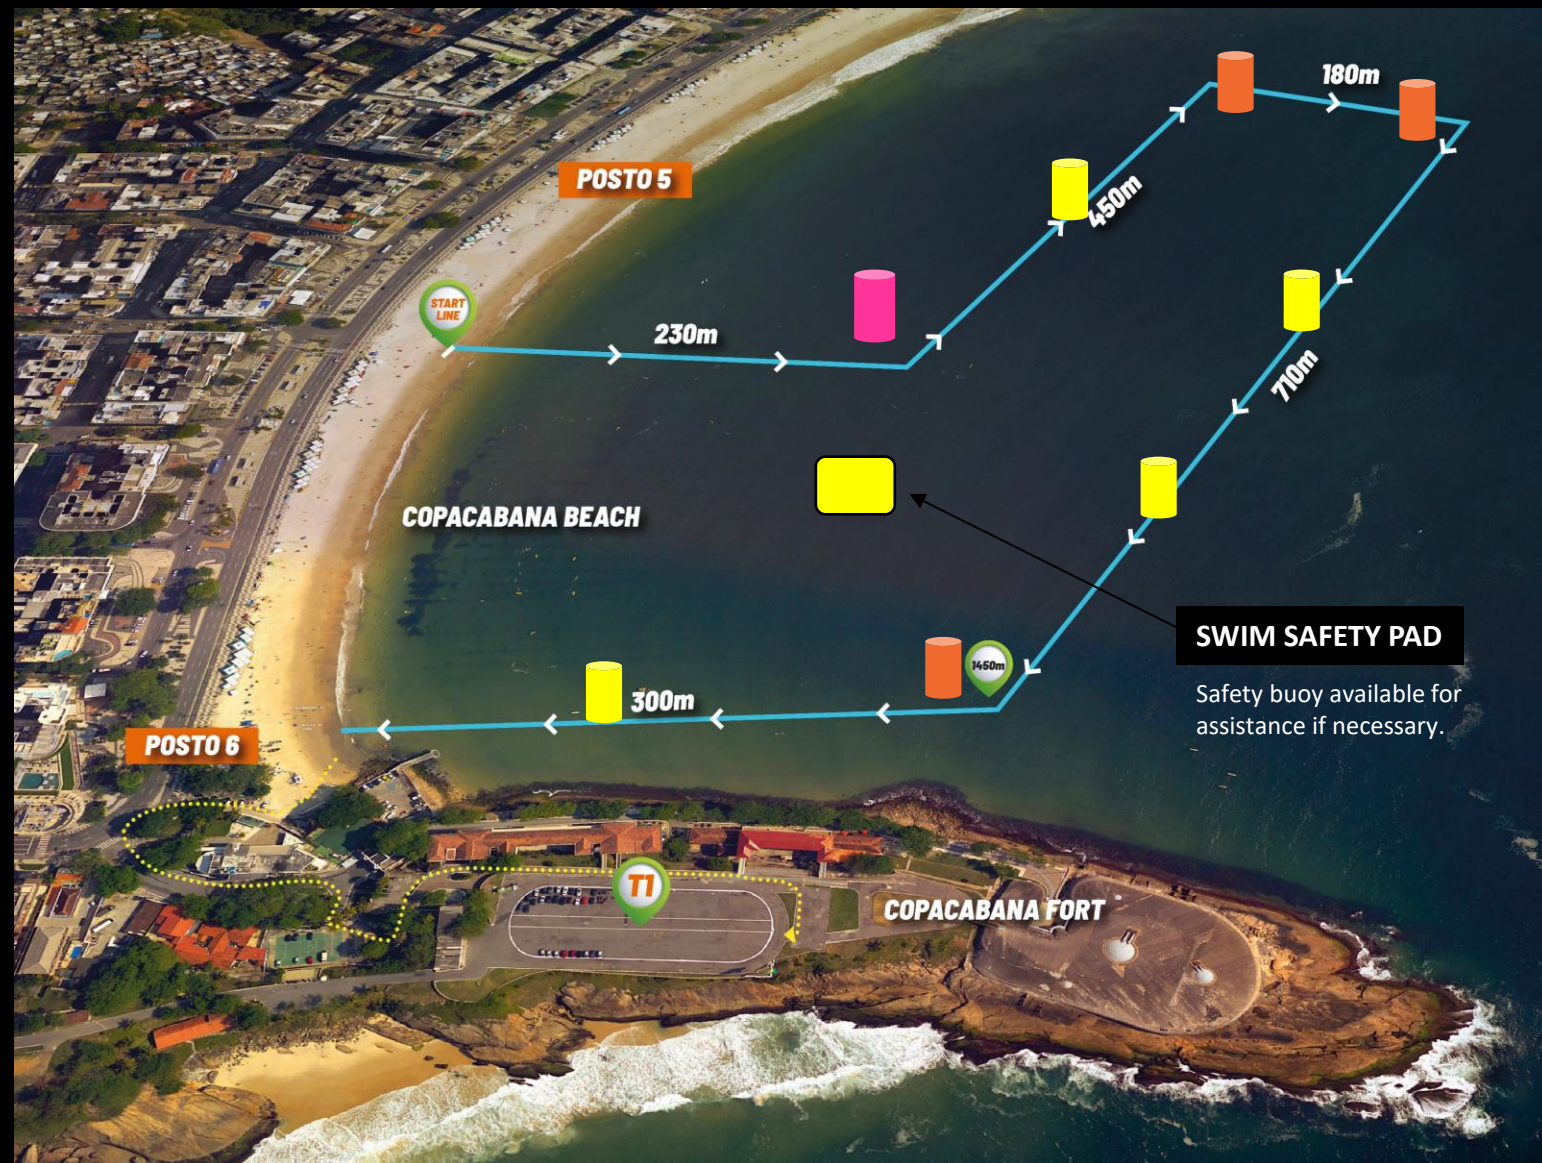 180m
450m
POSTO 5
START
LINE
230m
710m
COPACABANA BEACH
SWIM SAFETY PAD
Safety buoy available for
assistance if necessary.
1450m
300m
POSTO 6
T1
COPACABANA FORT